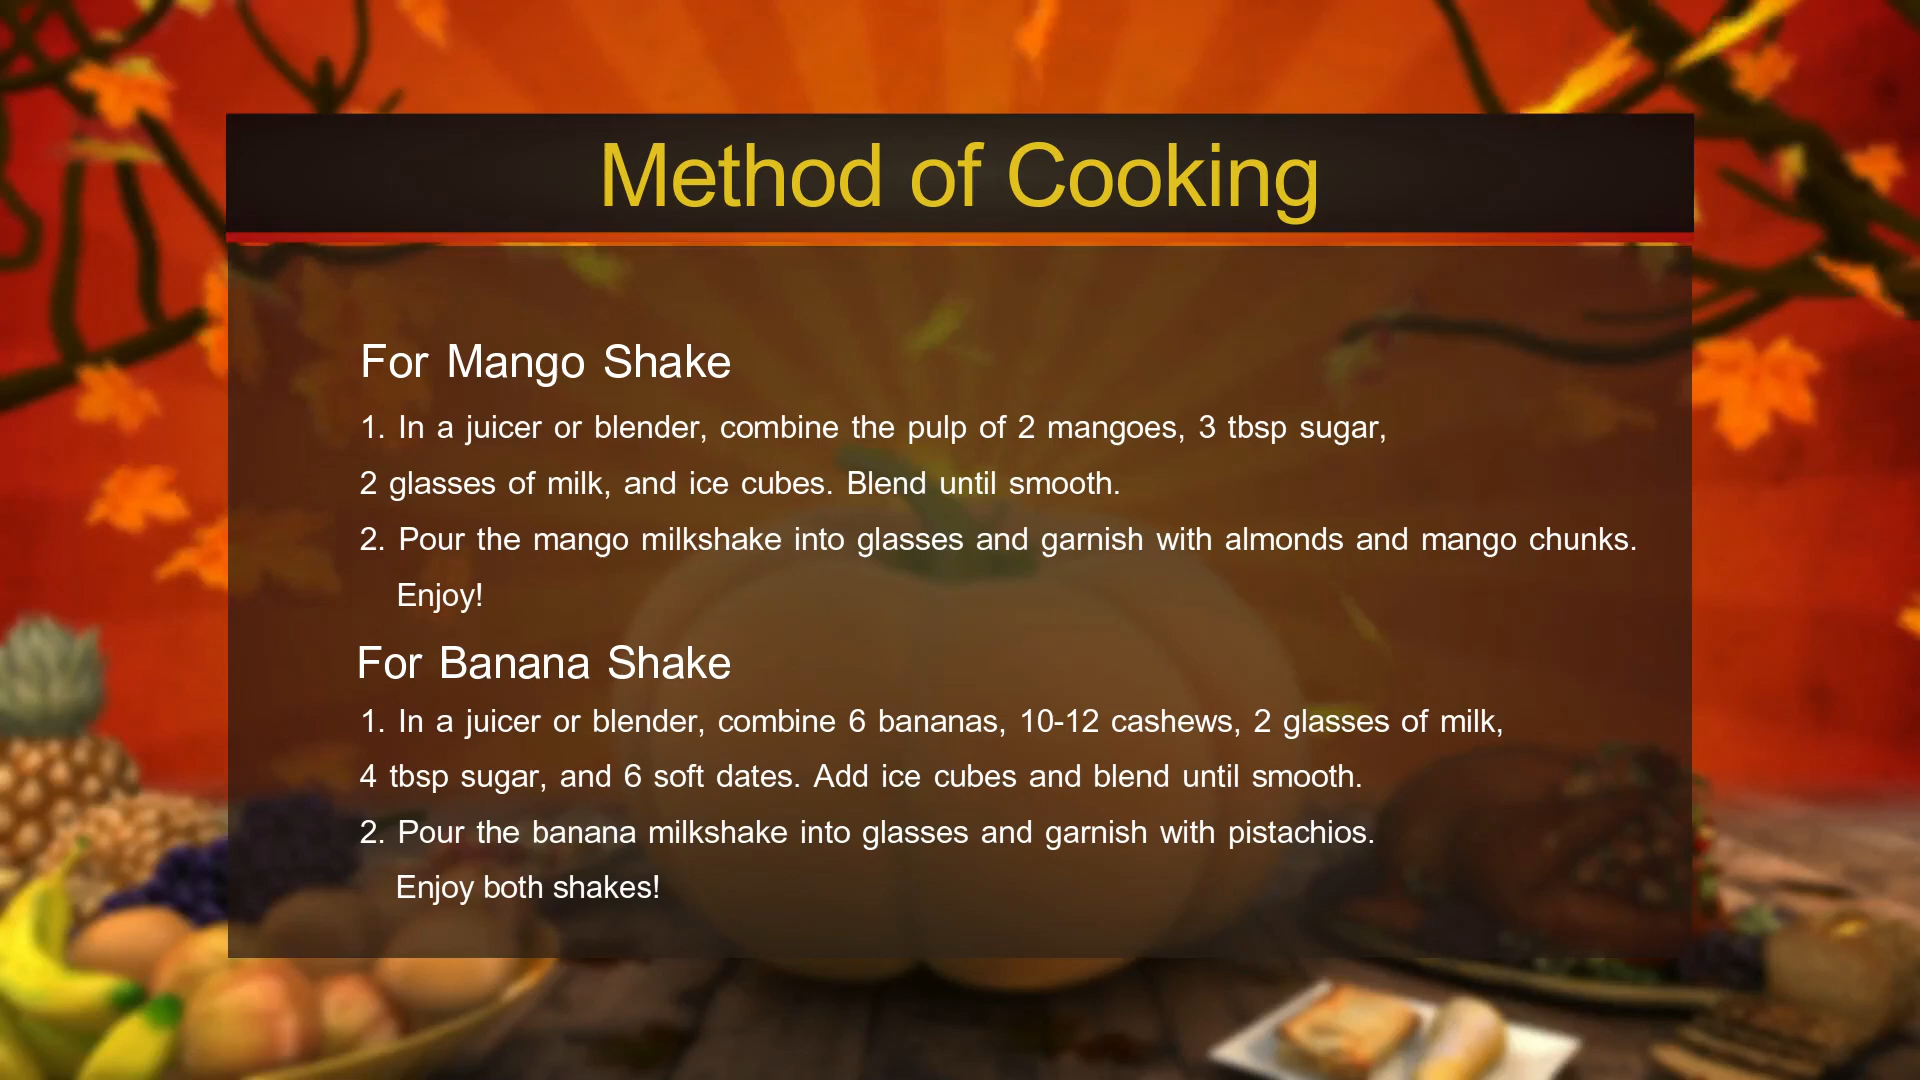 Method of Cooking
For Mango Shake
1. In a juicer or blender, combine the pulp of 2 mangoes, 3 tbsp sugar,
2 glasses of milk, and ice cubes. Blend until smooth.
2. Pour the mango milkshake into glasses and garnish with almonds and mango chunks.
Enjoy!
For Banana Shake
1. In a juicer or blender, combine 6 bananas, 10-12 cashews, 2 glasses of milk,
4 tbsp sugar, and 6 soft dates. Add ice cubes and blend until smooth.
2. Pour the banana milkshake into glasses and garnish with pistachios.
Enjoy both shakes!